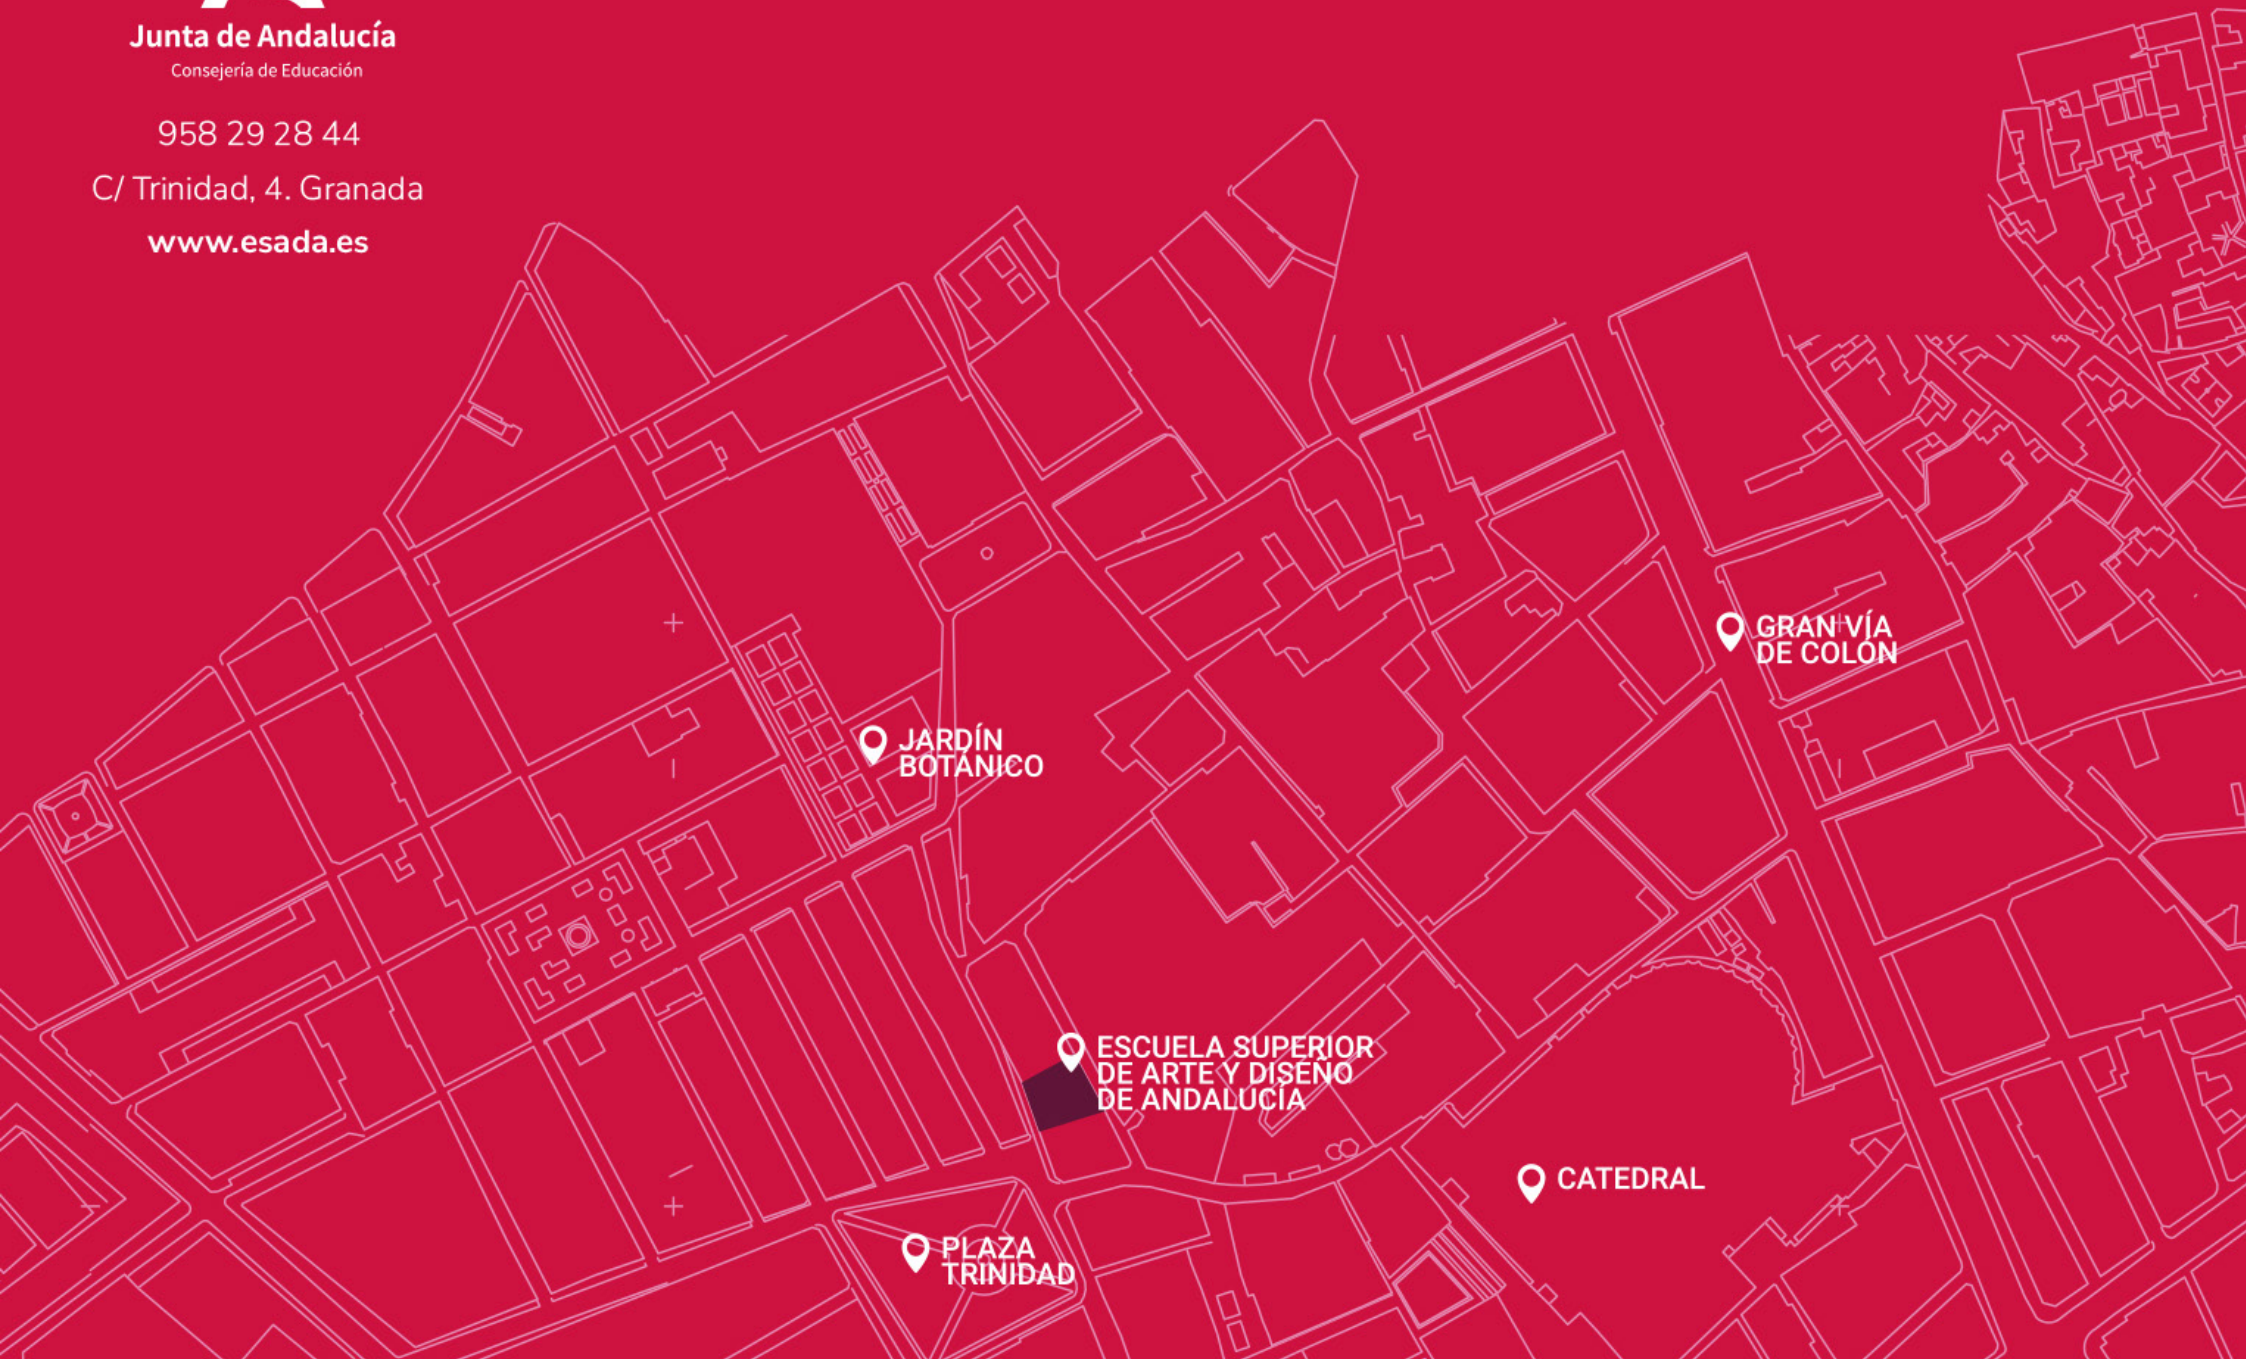 Junta de Andalucía
Consejería de Educación
958 29 28 44
C/ Trinidad, 4. Granada
www.esada.es
GRAN VÍA
DE COLÓN
JARDÍN
BOTÁNICO
ESCUELA SUPERIOR
DE ARTE Y DISEÑO
DE ANDALUCÍA
CATEDRAL
PLAZA
TRINIDAD